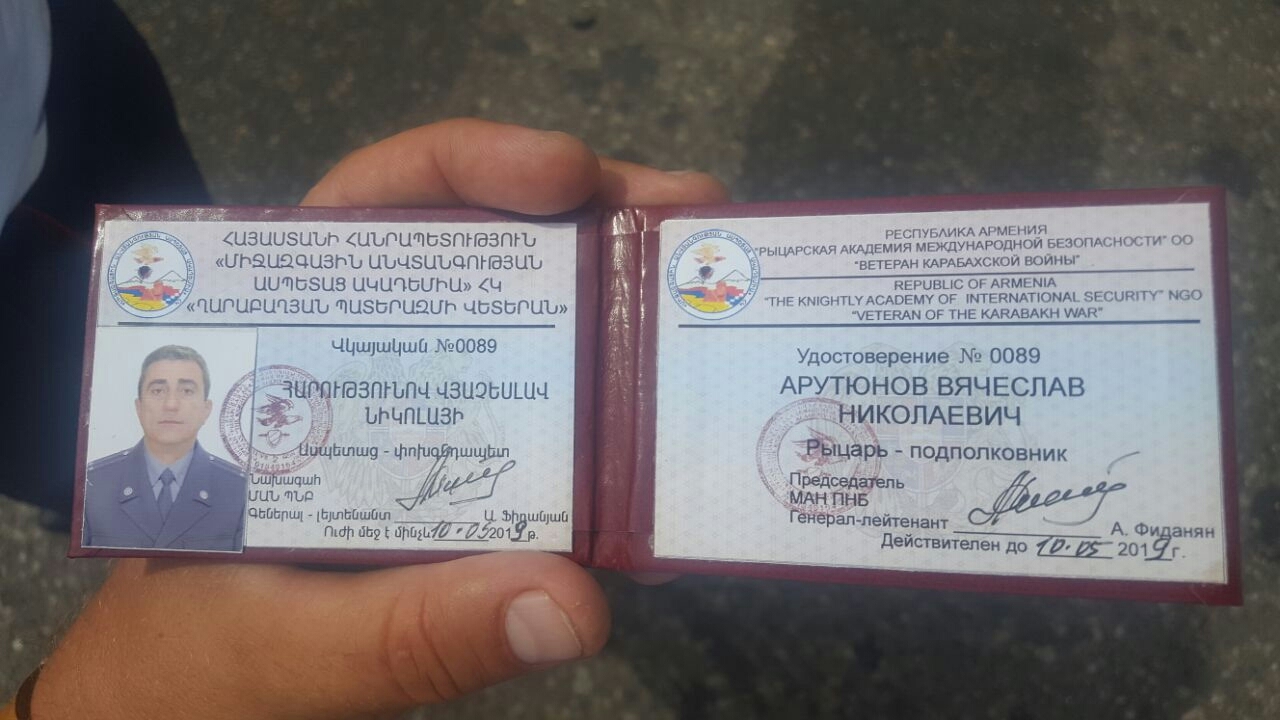 ՀԱՅԱՍՏԱՆԻ ՀԱՆՐԱՊԵՏՈՒԹՅՈՒՆ
«ՄԻՋԱԶԳԱՅԻՆ ԱՆՎՏԱՆԳՈՒԹՅԱՆ
ԱՍՊԵՏԱՑ ԱԿԱԴԵՄԻԱ» ՀԿ
«ՂԱՐԱԲԱՂՅԱՆ ՊԱՏԵՐԱԶՄԻ ՎԵՏԵՐԱՆ»
Վկայական №0089
ՀԱՐՈՒԹՅՈՒՆՈՎ ՎՅԱՉԵՍԼԱՎ
ՆԻԿՈԼԱՅԻ
Ասպետաց - փոխգնդապետ
Նախագահ
ՄԱՆ ՊՆԲ
Գեներալ - լեյտենանտ Ա. Ֆիդանյան
Ուժի մեջ է մինչև 10.05 2019 թ.
РЕСПУБЛИКА АРМЕНИЯ
"РЫЦАРСКАЯ АКАДЕМИЯ МЕЖДУНАРОДНОЙ БЕЗОПАСНОСТИ" ОО
"ВЕТЕРАН КАРАБАХСКОЙ ВОЙНЫ"
REPUBLIC OF ARMENIA
"THE KNIGHTLY ACADEMY OF INTERNATIONAL SECURITY" NGO
"VETERAN OF THE KARABAKH WAR"
Удостоверение № 0089
АРУТЮНОВ ВЯЧЕСЛАВ
НИКОЛАЕВИЧ
Рыцарь - подполковник
Председатель
МАН ПНБ
Генерал-лейтенант А. Фиданян
Действителен до 10.05 2019 г.